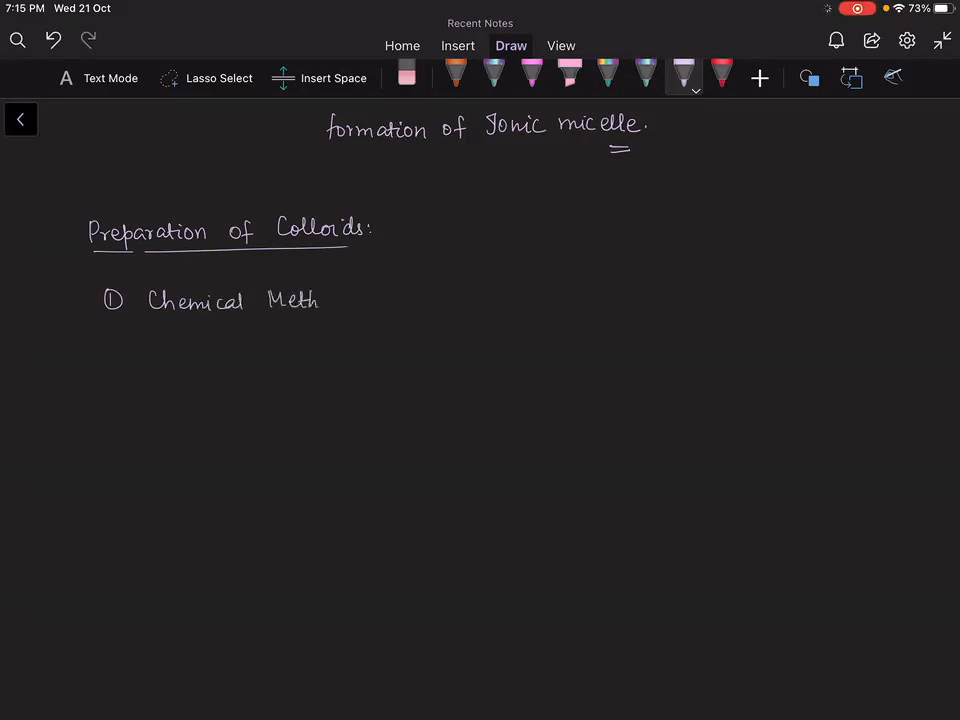 7:15 PM Wed 21 Oct
73%
Recent Notes
Home Insert Draw View
A Text Mode Lasso Select Insert Space
formation of Ionic micelle.
Preparation of Colloids:
① Chemical Meth